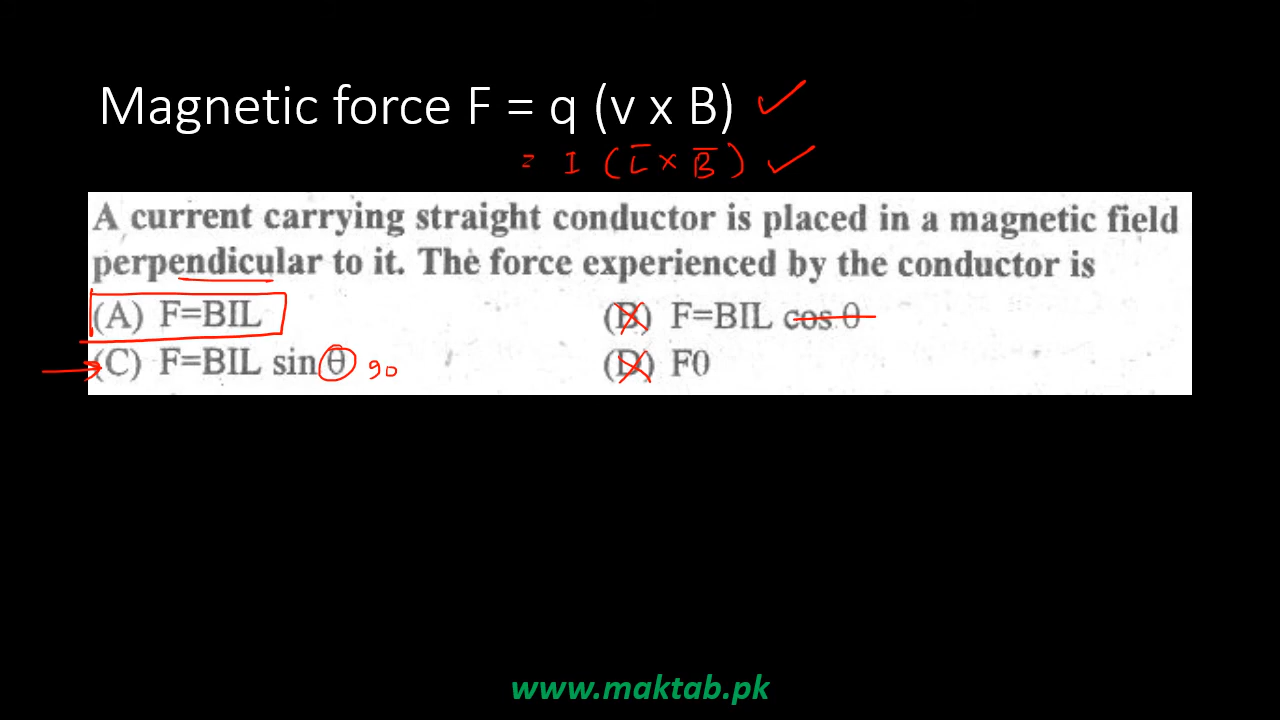 Magnetic force F = q (v x B)
= I (L̅ × B̅)
A current carrying straight conductor is placed in a magnetic field
perpendicular to it. The force experienced by the conductor is
(A) F=BIL (B) F=BIL cos θ
(C) F=BIL sin θ 90 (D) F0
www.maktab.pk